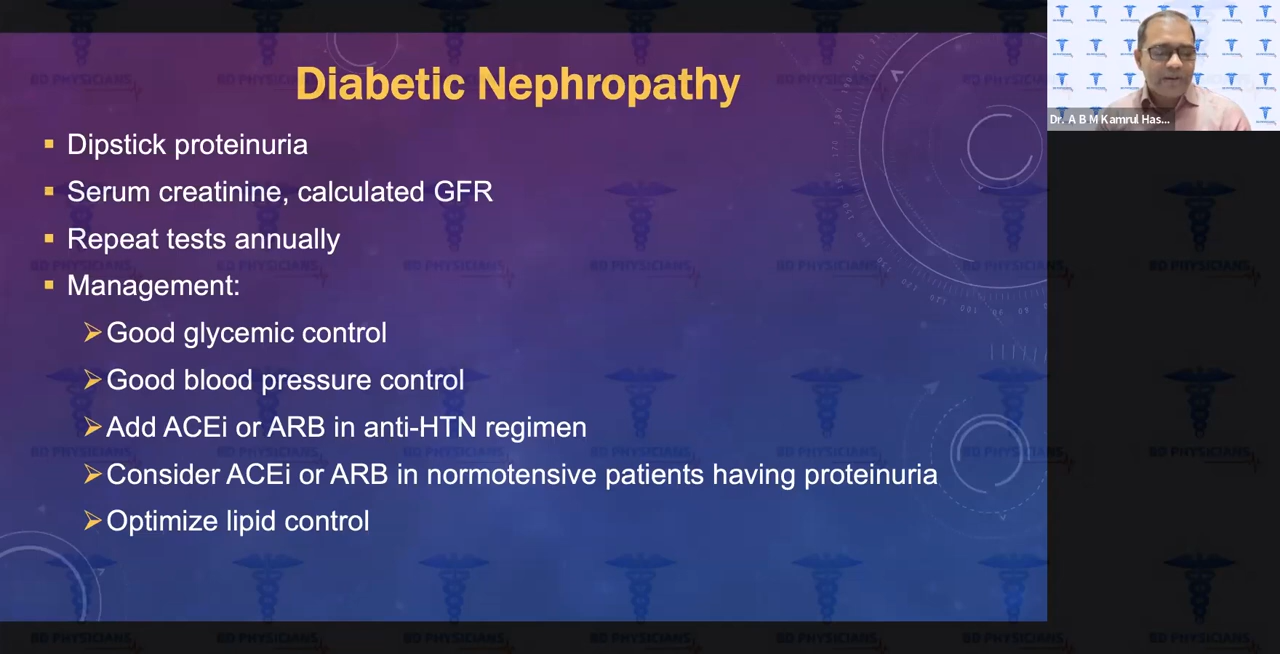 Diabetic Nephropathy
Dipstick proteinuria
Serum creatinine, calculated GFR
Repeat tests annually
Management:
Good glycemic control
Good blood pressure control
Add ACEi or ARB in anti-HTN regimen
Consider ACEi or ARB in normotensive patients having proteinuria
Optimize lipid control
Dr. A B M Kamrul Has...
BD PHYSICIANS